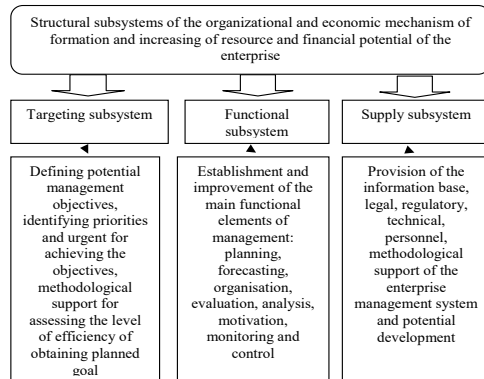 Structural subsystems of the organizational and economic mechanism of
formation and increasing of resource and financial potential of the
enterprise
Targeting subsystem
Functional
subsystem
Supply subsystem
Defining potential
management
objectives,
identifying priorities
and urgent for
achieving the
objectives,
methodological
support for
assessing the level
of efficiency of
obtaining planned
goal
Establishment and
improvement of the
main functional
elements of
management:
planning,
forecasting,
organisation,
evaluation, analysis,
motivation,
monitoring and
control
Provision of the
information base,
legal, regulatory,
technical,
personnel,
methodological
support of the
enterprise
management system
and potential
development